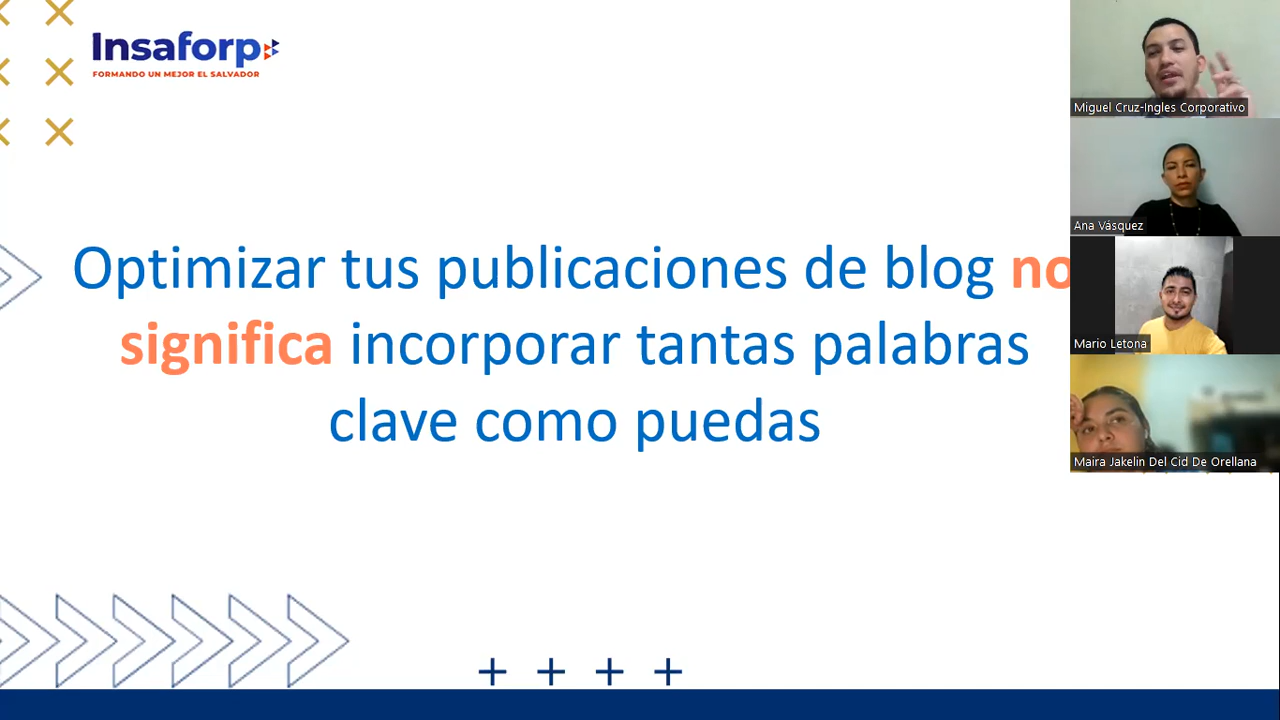 Insaforp
FORMANDO UN MEJOR EL SALVADOR
Optimizar tus publicaciones de blog no
significa incorporar tantas palabras
clave como puedas
Miguel Cruz-Ingles Corporativo
Ana Vásquez
Mario Letona
Maira Jakelin Del Cid De Orellana